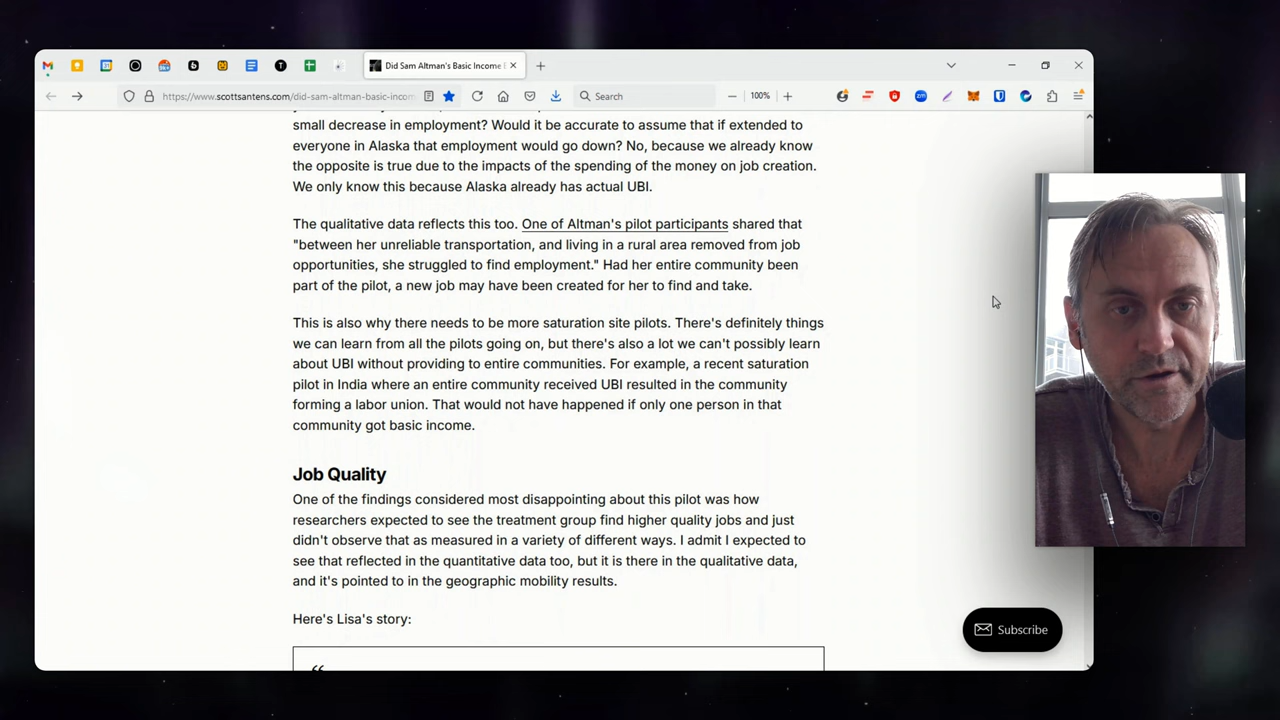 Did Sam Altman's Basic Income E
https://www.scottsantens.com/did-sam-altman-basic-incom
Search
100%
small decrease in employment? Would it be accurate to assume that if extended to
everyone in Alaska that employment would go down? No, because we already know
the opposite is true due to the impacts of the spending of the money on job creation.
We only know this because Alaska already has actual UBI.
The qualitative data reflects this too. One of Altman's pilot participants shared that
"between her unreliable transportation, and living in a rural area removed from job
opportunities, she struggled to find employment." Had her entire community been
part of the pilot, a new job may have been created for her to find and take.
This is also why there needs to be more saturation site pilots. There's definitely things
we can learn from all the pilots going on, but there's also a lot we can't possibly learn
about UBI without providing to entire communities. For example, a recent saturation
pilot in India where an entire community received UBI resulted in the community
forming a labor union. That would not have happened if only one person in that
community got basic income.
Job Quality
One of the findings considered most disappointing about this pilot was how
researchers expected to see the treatment group find higher quality jobs and just
didn't observe that as measured in a variety of different ways. I admit I expected to
see that reflected in the quantitative data too, but it is there in the qualitative data,
and it's pointed to in the geographic mobility results.
Here's Lisa's story:
Subscribe